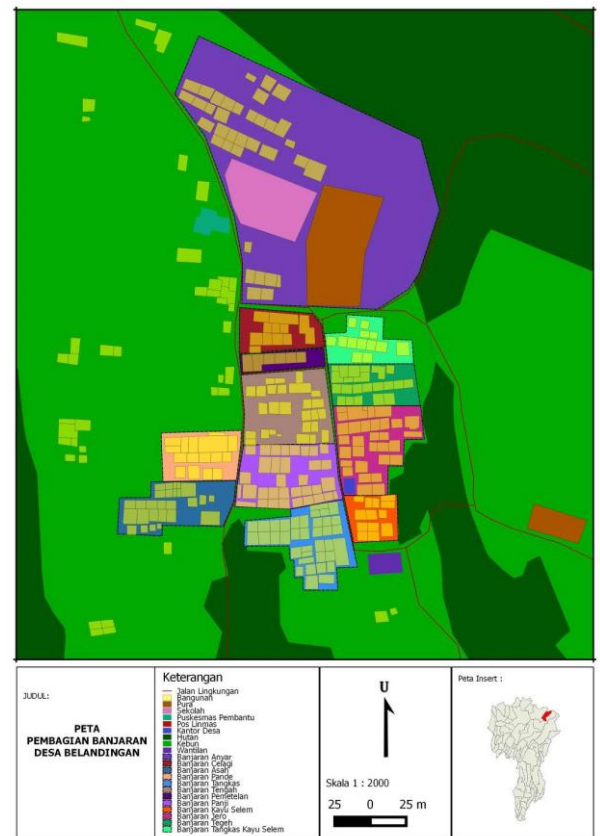 JUDUL:
PETA
PEMBAGIAN BANJARAN
DESA BELANDINGAN
Keterangan
Jalan Lingkungan
Bangunan
Pura
Sekolah
Puskesmas Pembantu
Pos Linmas
Kantor Desa
Hutan
Kebun
Wantilan
Banjaran Anyar
Banjaran Celagi
Banjaran Asah
Banjaran Pande
Banjaran Tangkas
Banjaran Tengah
Banjaran Pemetelan
Banjaran Panji
Banjaran Kayu Selem
Banjaran Jero
Banjaran Tegeh
Banjaran Tangkas Kayu Selem
U
Skala 1 : 2000
25 0 25 m
Peta Insert :